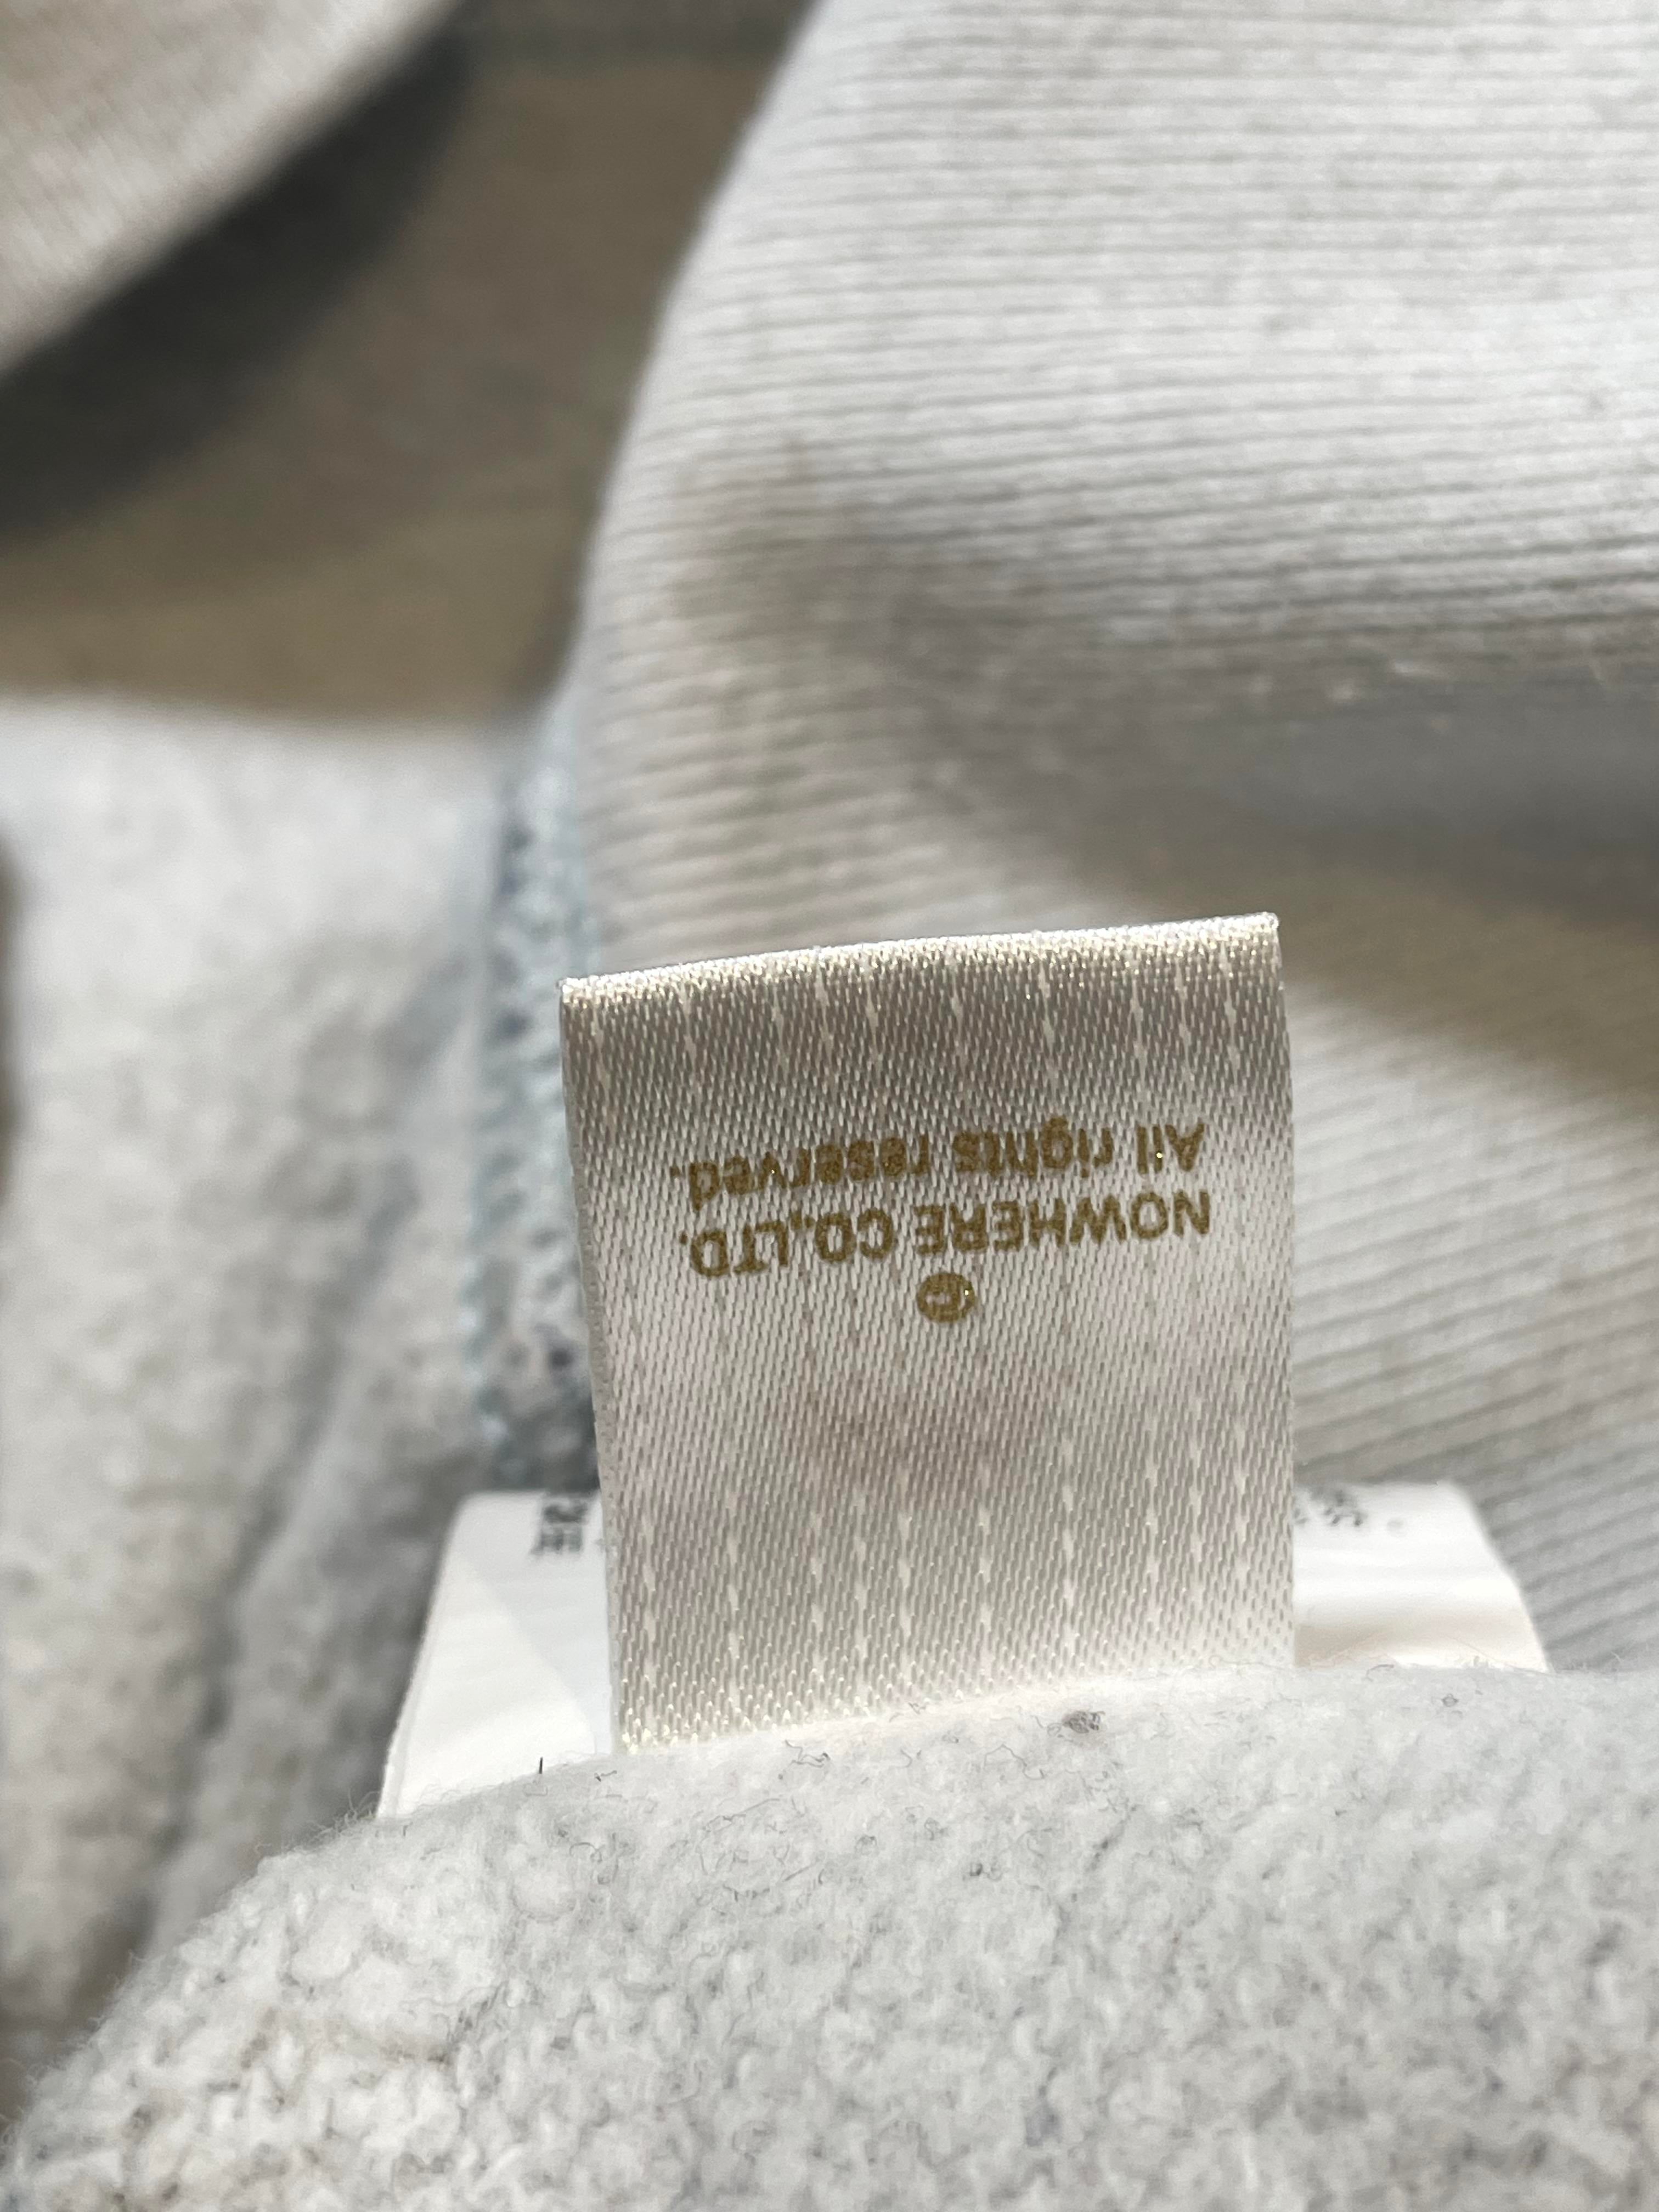 ©
NOWHERE CO.,LTD.
All rights reserved.